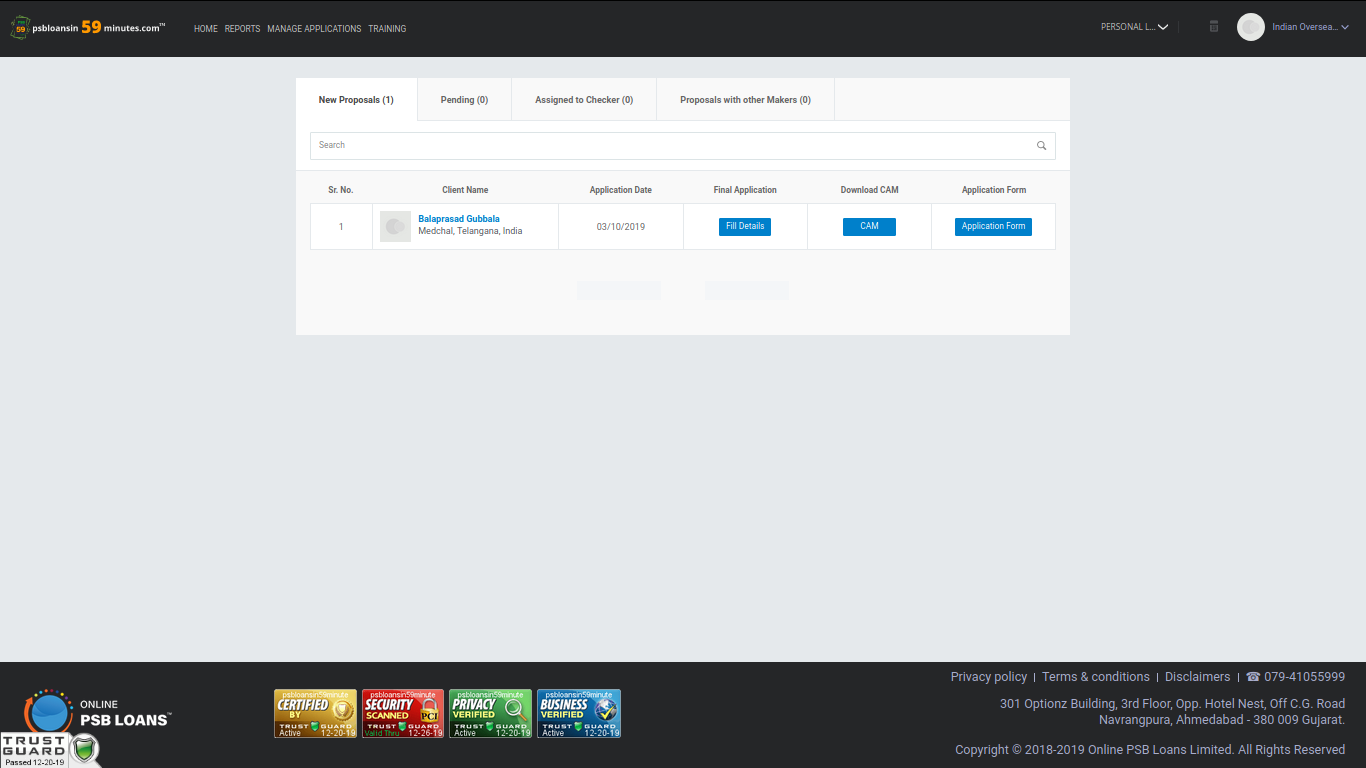 psbloansin 59 minutes.com™
HOME REPORTS MANAGE APPLICATIONS TRAINING
PERSONAL L... Indian Oversea...
New Proposals (1) Pending (0) Assigned to Checker (0) Proposals with other Makers (0)
Search
Sr. No. Client Name Application Date Final Application Download CAM Application Form
1 Balaprasad Gubbala 03/10/2019 Fill Details CAM Application Form
Medchal, Telangana, India
Privacy policy | Terms & conditions | Disclaimers | ☎ 079-41055999
301 Optionz Building, 3rd Floor, Opp. Hotel Nest, Off C.G. Road
Navrangpura, Ahmedabad - 380 009 Gujarat.
Copyright © 2018-2019 Online PSB Loans Limited. All Rights Reserved
ONLINE
PSB LOANS™
psbloansin59minute
CERTIFIED
BY
TRUST GUARD
Active 12-20-19
psbloansin59minute
SECURITY
SCANNED PCI
TRUST GUARD
Valid Thru 12-26-19
psbloansin59minute
PRIVACY
VERIFIED
TRUST GUARD
Active 12-20-19
psbloansin59minute
BUSINESS
VERIFIED
TRUST GUARD
Active 12-20-19
TRUST
GUARD
Passed 12-20-19